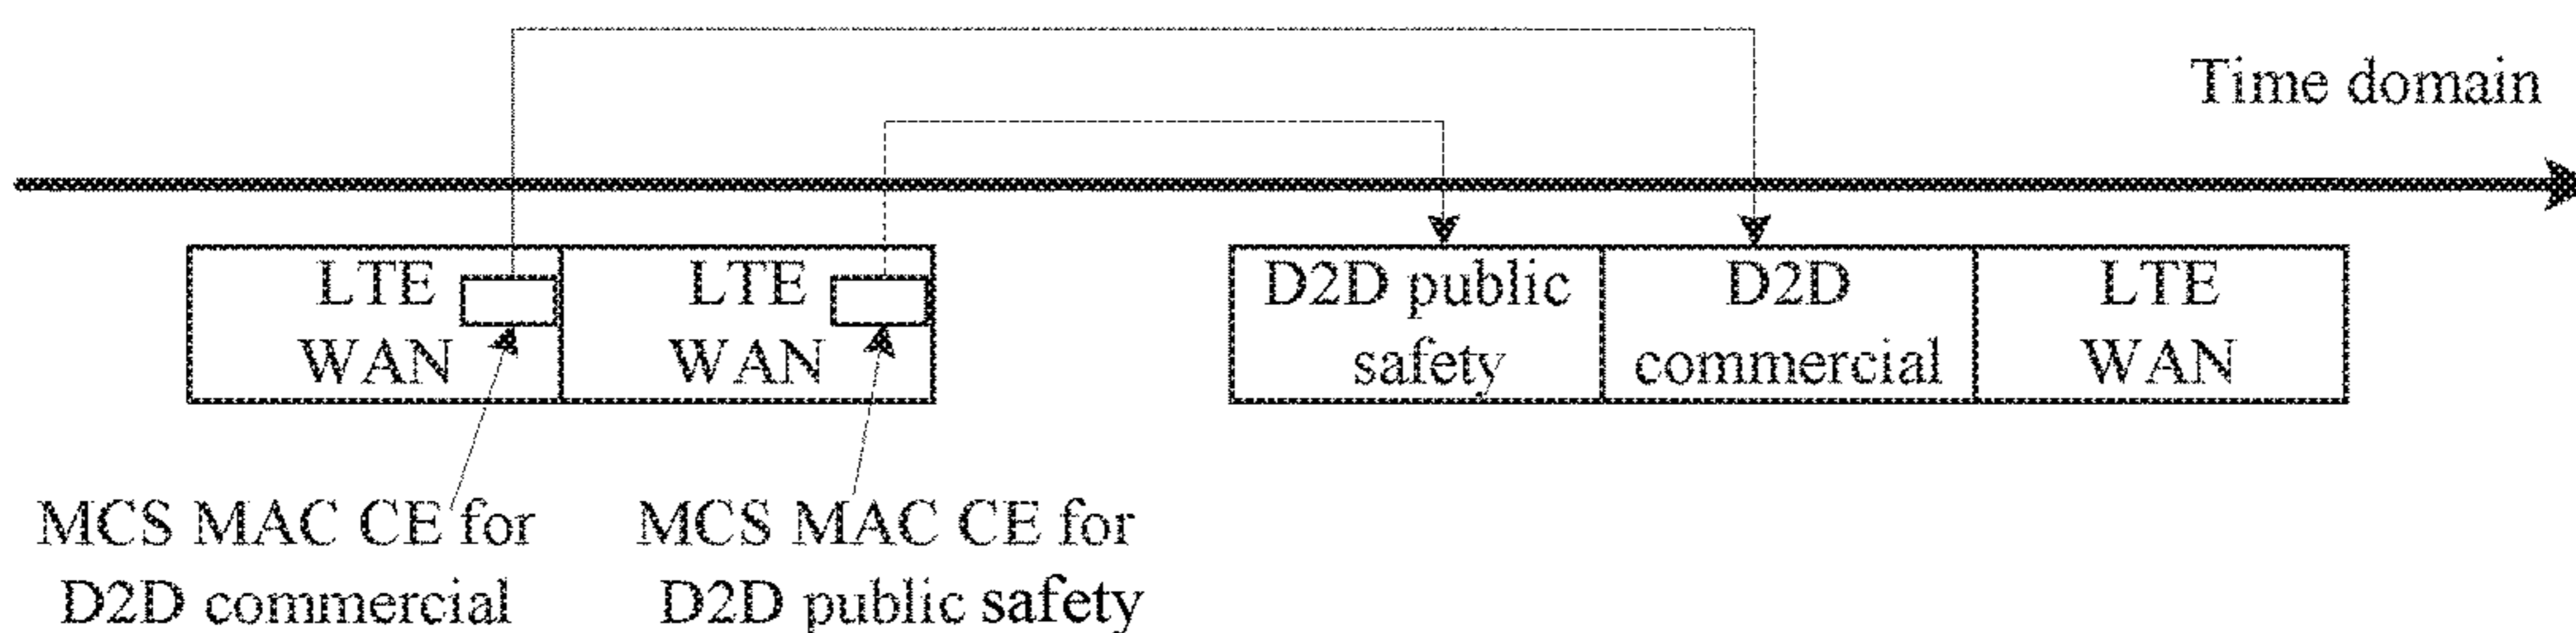 Time domain
LTE
WAN
LTE
WAN
D2D public
safety
D2D
commercial
LTE
WAN
MCS MAC CE for
D2D commercial
MCS MAC CE for
D2D public safety